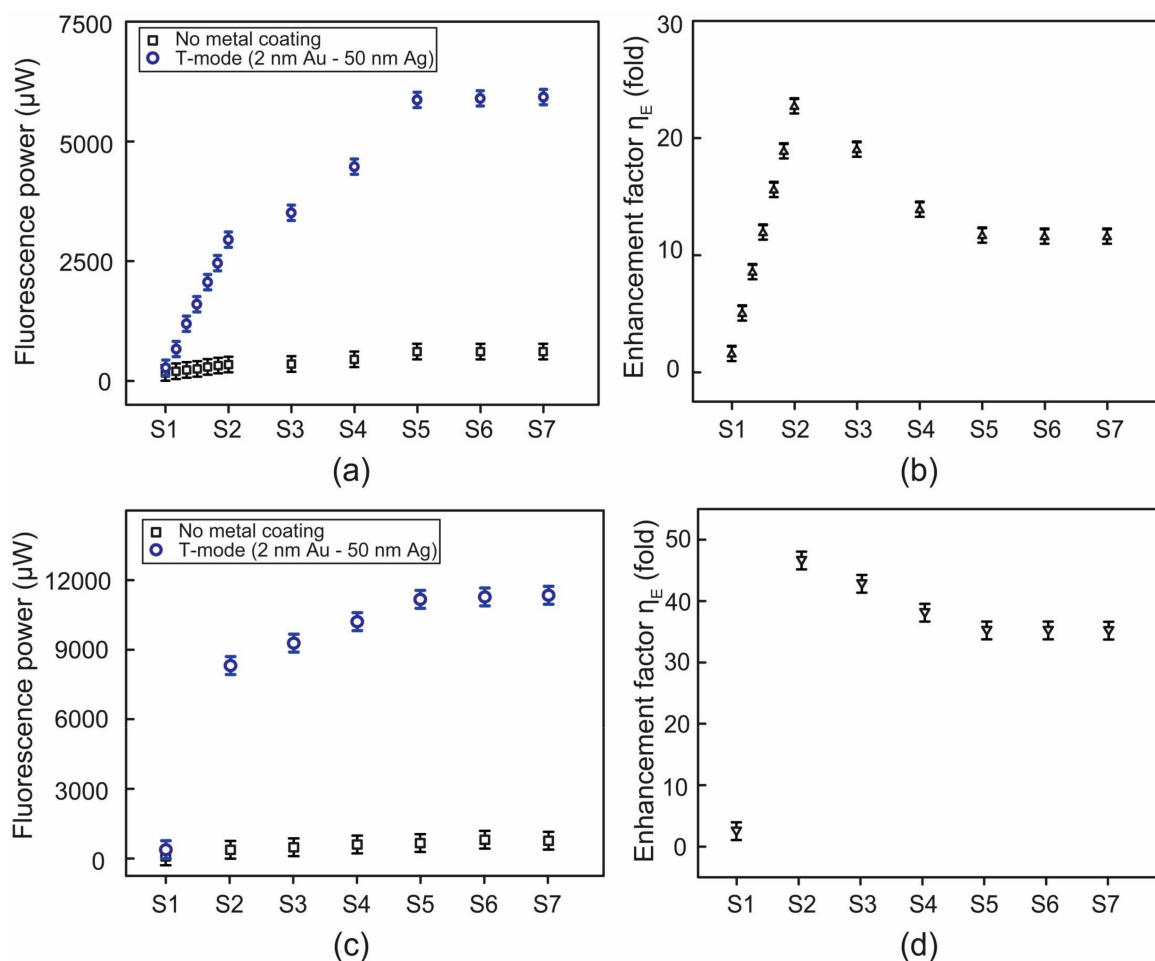 7500
5000
2500
0
Fluorescence power (µW)
No metal coating
T-mode (2 nm Au - 50 nm Ag)
S1 S2 S3 S4 S5 S6 S7
(a)
30
20
10
0
Enhancement factor ηE (fold)
S1 S2 S3 S4 S5 S6 S7
(b)
12000
9000
6000
3000
0
Fluorescence power (µW)
No metal coating
T-mode (2 nm Au - 50 nm Ag)
S1 S2 S3 S4 S5 S6 S7
(c)
50
40
30
20
10
0
Enhancement factor ηE (fold)
S1 S2 S3 S4 S5 S6 S7
(d)